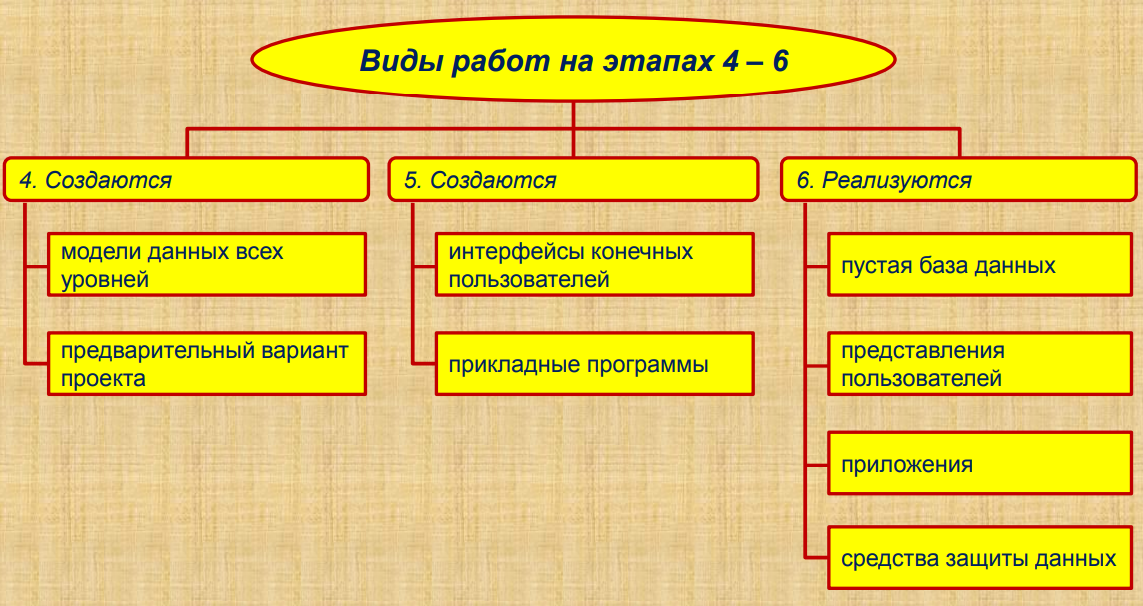 Виды работ на этапах 4 – 6
4. Создаются
модели данных всех
уровней
предварительный вариант
проекта
5. Создаются
интерфейсы конечных
пользователей
прикладные программы
6. Реализуются
пустая база данных
представления
пользователей
приложения
средства защиты данных